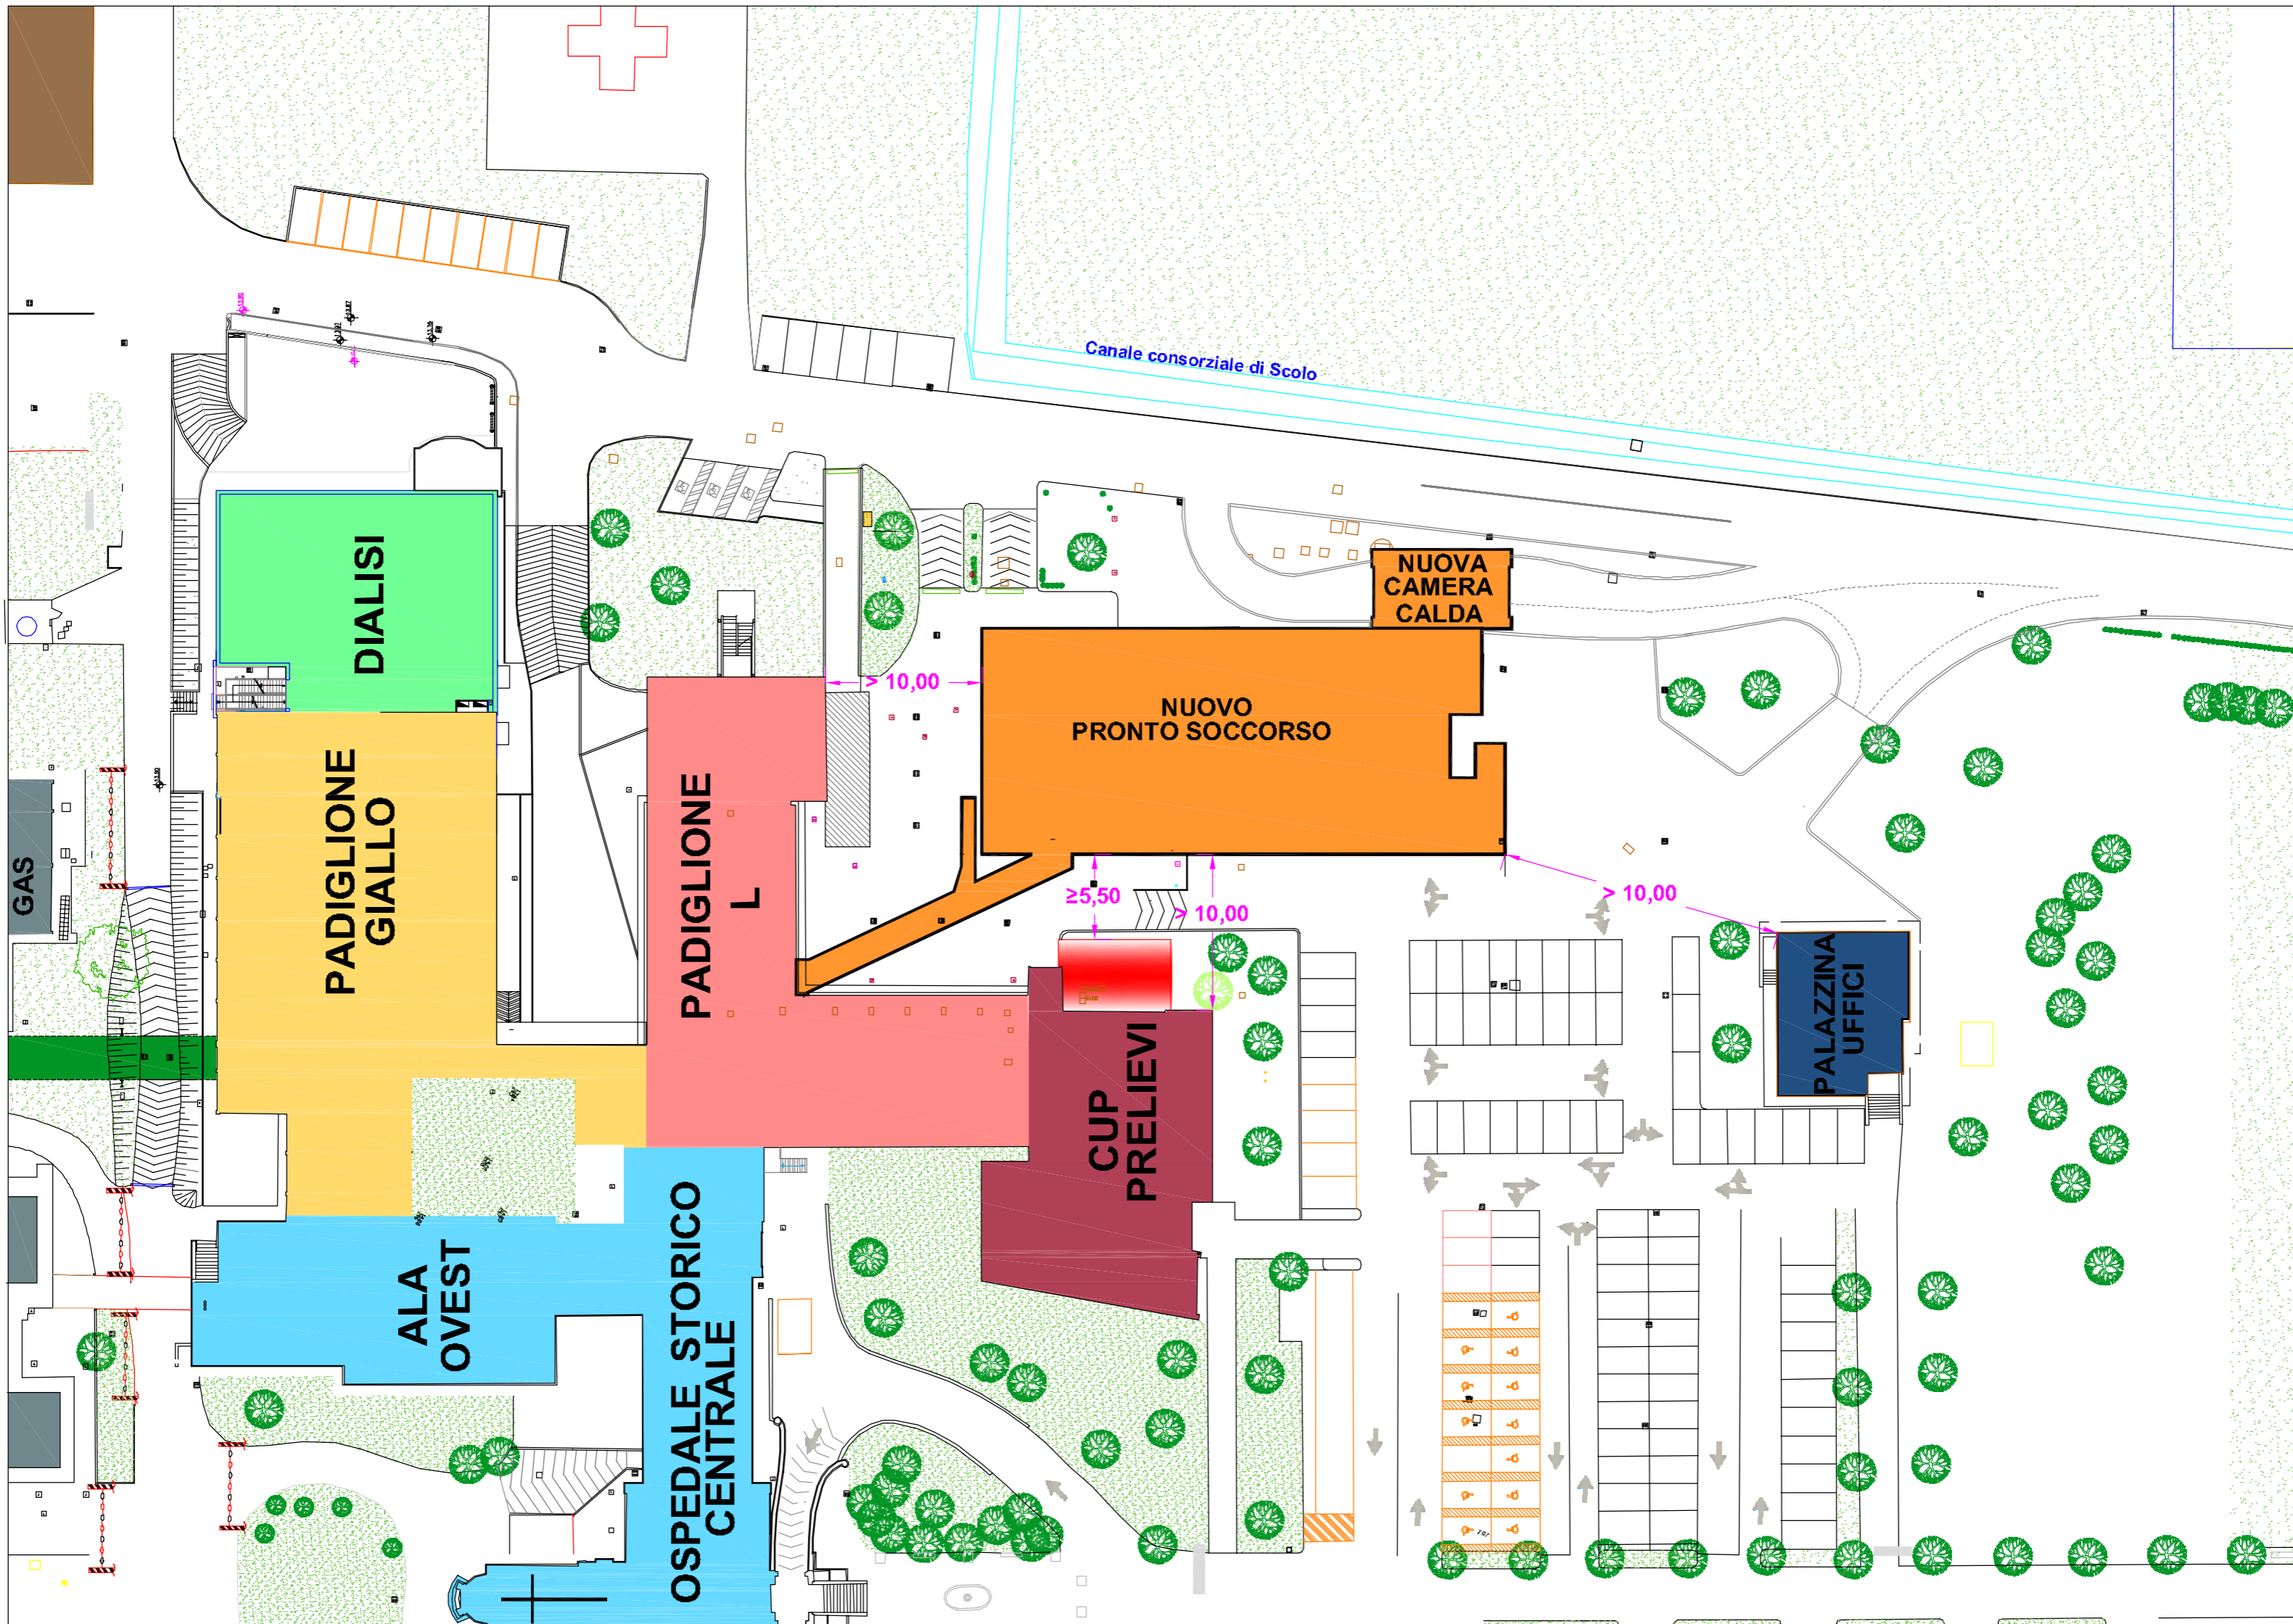 Canale consorziale di Scolo
NUOVA
CAMERA
CALDA
DIALISI
> 10,00
NUOVO
PRONTO SOCCORSO
PADIGLIONE
GIALLO
PADIGLIONE
L
GAS
≥5,50
> 10,00
> 10,00
PALAZZINA
UFFICI
CUP
PRELIEVI
ALA
OVEST
OSPEDALE STORICO
CENTRALE